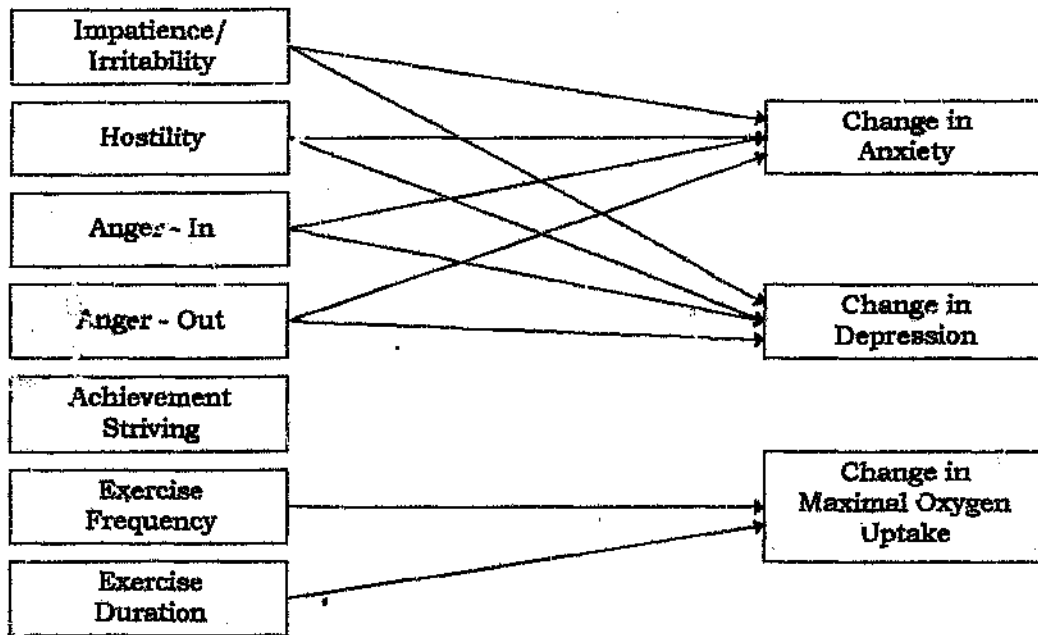 Impatience/
Irritability
Hostility
Anger - In
Anger - Out
Achievement
Striving
Exercise
Frequency
Exercise
Duration
Change in
Anxiety
Change in
Depression
Change in
Maximal Oxygen
Uptake